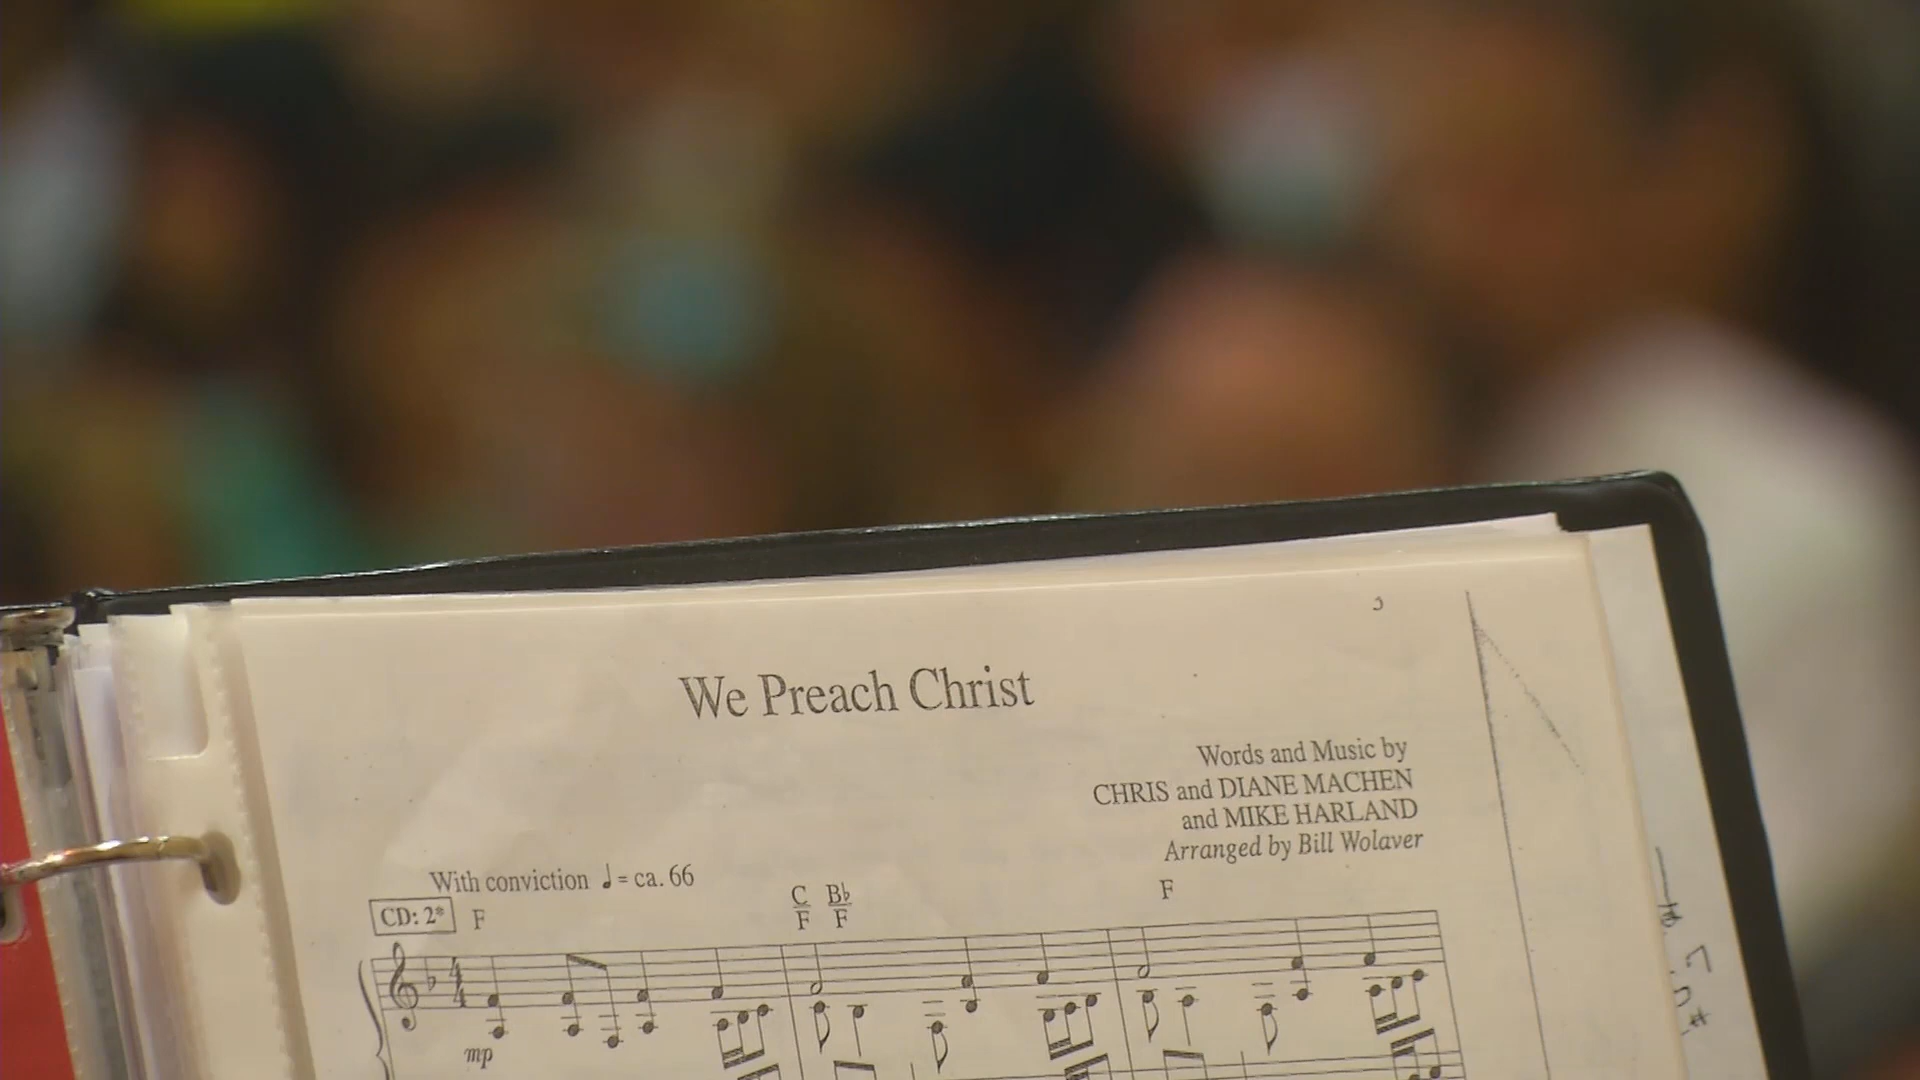 3
We Preach Christ
Words and Music by
CHRIS and DIANE MACHEN
and MIKE HARLAND
Arranged by Bill Wolaver
With conviction ♩= ca. 66
CD: 2* F C/F B♭/F F
mp